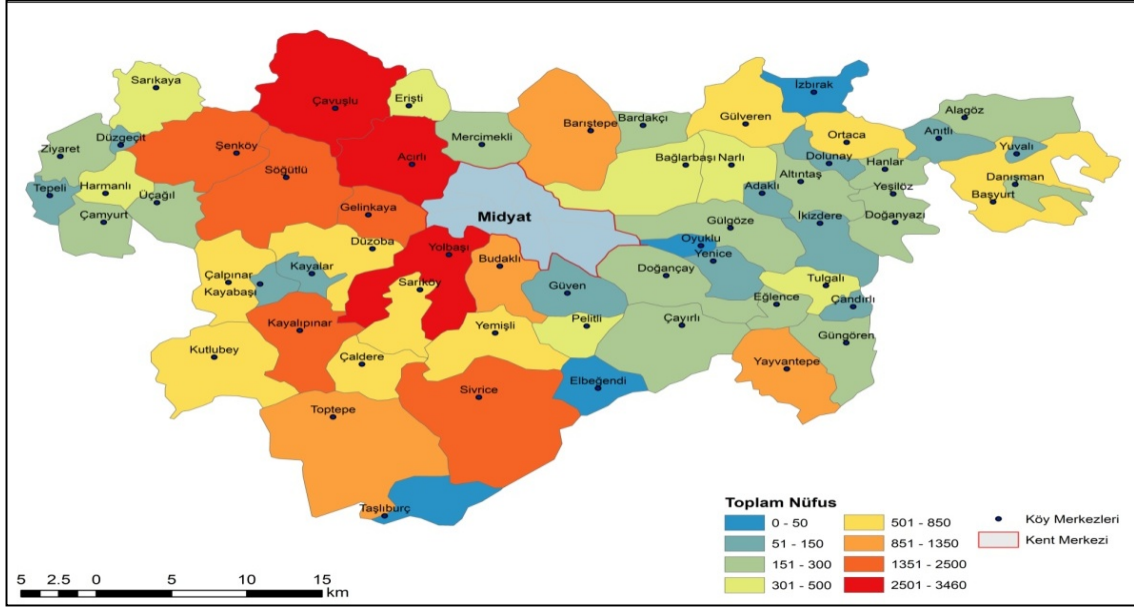 Sarıkaya
Çavuşlu
Erişti
İzbırak
Alagöz
Düzgeçit
Ziyaret
Şenköy
Mercimekli
Barıştepe
Bardakçı
Gülveren
Ortaca
Anıtlı
Yuvalı
Acırlı
Söğütlü
Bağlarbaşı
Narlı
Dolunay
Hanlar
Altıntaş
Danışman
Tepeli
Harmanlı
Üçağıl
Adaklı
Yeşilöz
Başyurt
Çamyurt
Gelinkaya
Midyat
Gülgöze
İkizdere
Doğanyazı
Düzoba
Yolbaşı
Oyuklu
Budaklı
Yenice
Çalpınar
Kayalar
Kayabaşı
Sarıköy
Güven
Doğançay
Tulgalı
Eğlence
Çandırlı
Kayalıpınar
Yemişli
Pelitli
Çayırlı
Güngören
Kutlubey
Çaldere
Yayvantepe
Sivrice
Elbeğendi
Toptepe
Taşlıburç
Toplam Nüfus
0 - 50
51 - 150
151 - 300
301 - 500
501 - 850
851 - 1350
1351 - 2500
2501 - 3460
Köy Merkezleri
Kent Merkezi
5 2.5 0 5 10 15
km